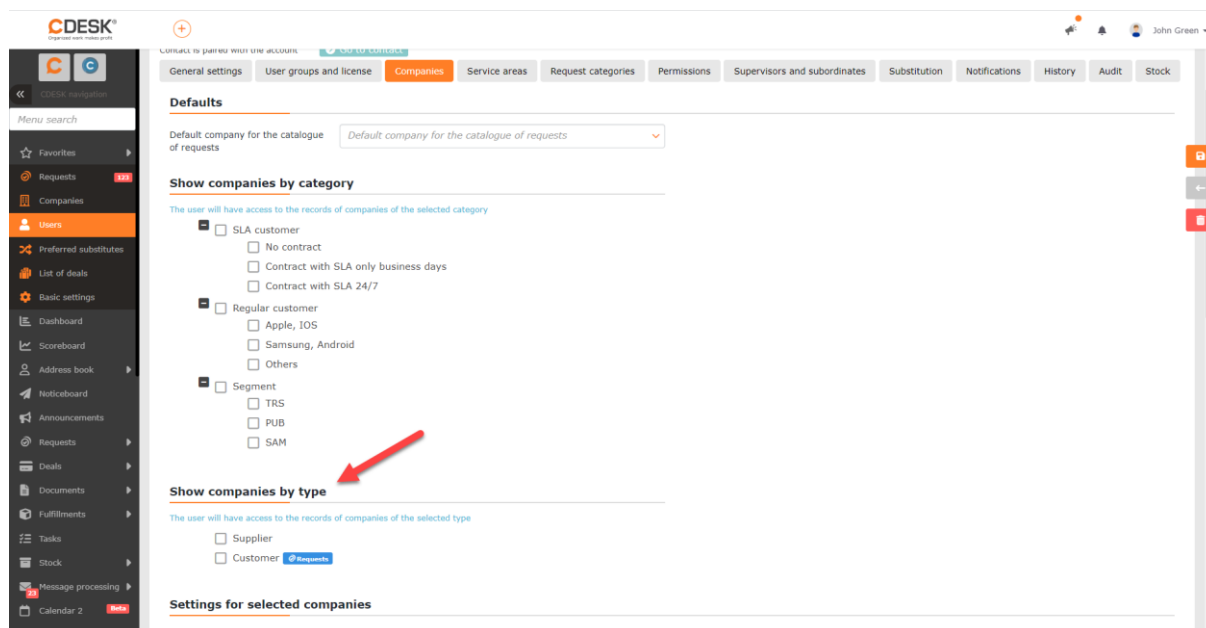 CDESK®
Organized work makes profit
John Green
Contact is paired with the account Go to contact
General settings User groups and license Companies Service areas Request categories Permissions Supervisors and subordinates Substitution Notifications History Audit Stock
CDESK navigation
Menu search
Favorites
Requests 123
Companies
Users
Preferred substitutes
List of deals
Basic settings
Dashboard
Scoreboard
Address book
Noticeboard
Announcements
Requests
Deals
Documents
Fulfillments
Tasks
Stock
Message processing
23
Calendar 2 Beta
Defaults
Default company for the catalogue
of requests
Default company for the catalogue of requests
Show companies by category
The user will have access to the records of companies of the selected category
SLA customer
No contract
Contract with SLA only business days
Contract with SLA 24/7
Regular customer
Apple, IOS
Samsung, Android
Others
Segment
TRS
PUB
SAM
Show companies by type
The user will have access to the records of companies of the selected type
Supplier
Customer Requests
Settings for selected companies